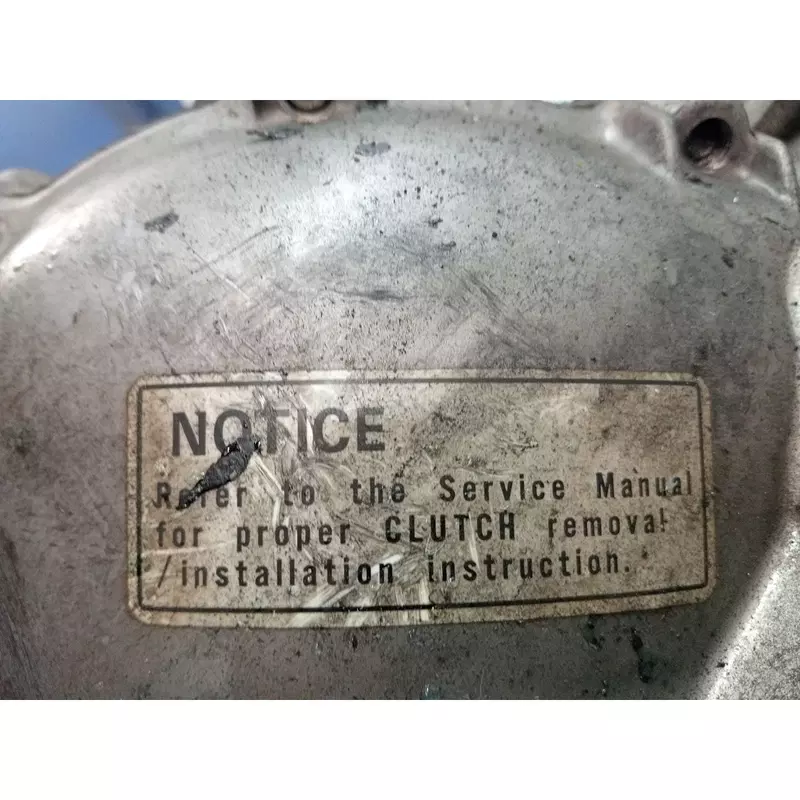 NOTICE
Refer to the Service Manual
for proper CLUTCH removal
/installation instruction.